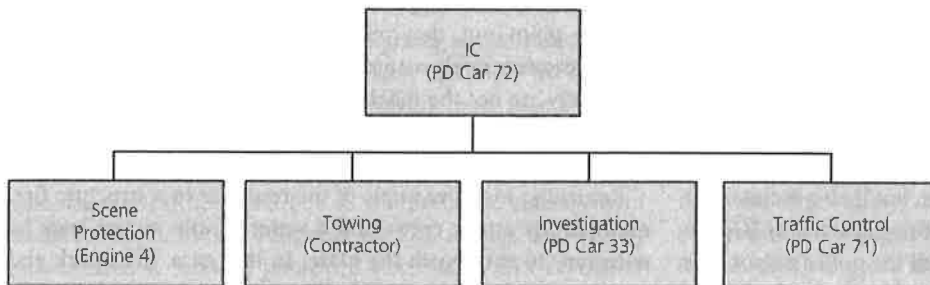 IC
(PD Car 72)
Scene
Protection
(Engine 4)
Towing
(Contractor)
Investigation
(PD Car 33)
Traffic Control
(PD Car 71)